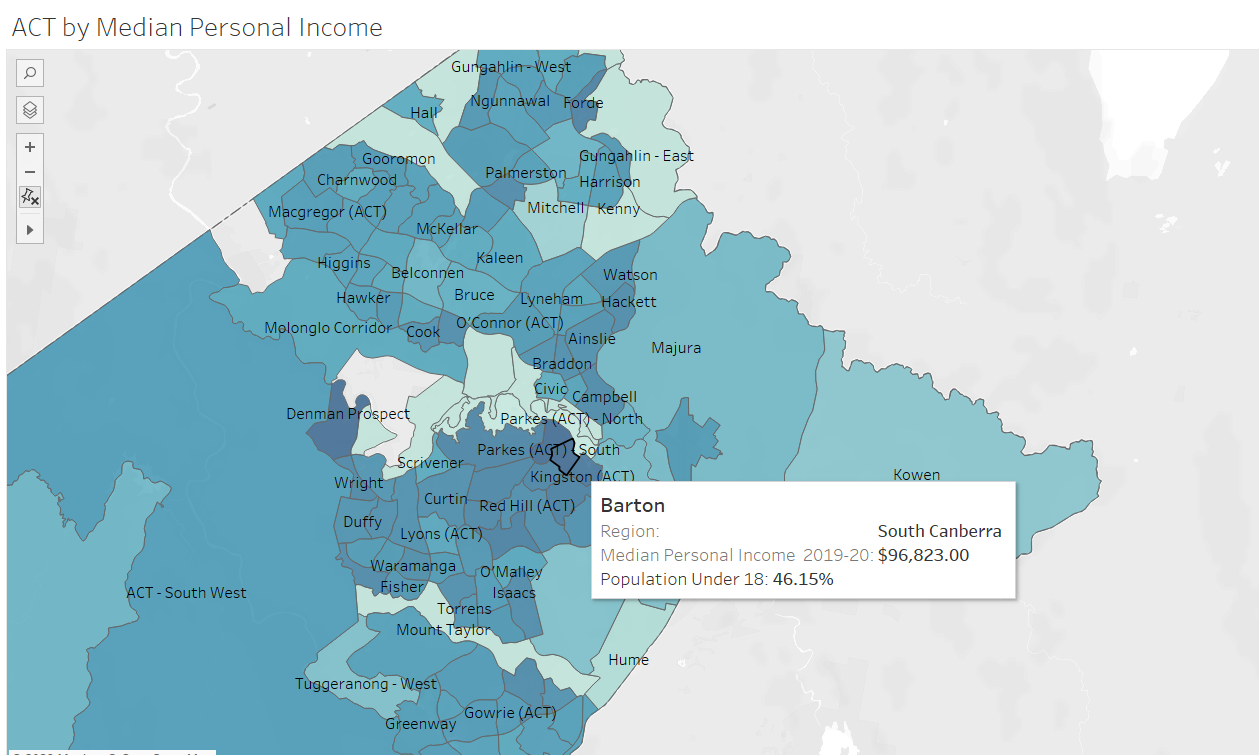 ACT by Median Personal Income
Gungahlin - West
Ngunnawal
Forde
Hall
Gooromon
Gungahlin - East
Palmerston
Charnwood
Harrison
Mitchell
Kenny
Macgregor (ACT)
McKellar
Kaleen
Higgins
Belconnen
Watson
Hawker
Bruce
Lyneham
Hackett
Molonglo Corridor
Cook
O'Connor (ACT)
Ainslie
Majura
Braddon
Civic
Campbell
Denman Prospect
Parkes (ACT) - North
Parkes (ACT)
South
Scrivener
Kingston (ACT)
Kowen
Wright
Curtin
Red Hill (ACT)
Barton
Region: South Canberra
Median Personal Income 2019-20: $96,823.00
Population Under 18: 46.15%
Duffy
Lyons (ACT)
Waramanga
O'Malley
Fisher
Isaacs
ACT - South West
Torrens
Mount Taylor
Hume
Tuggeranong - West
Gowrie (ACT)
Greenway